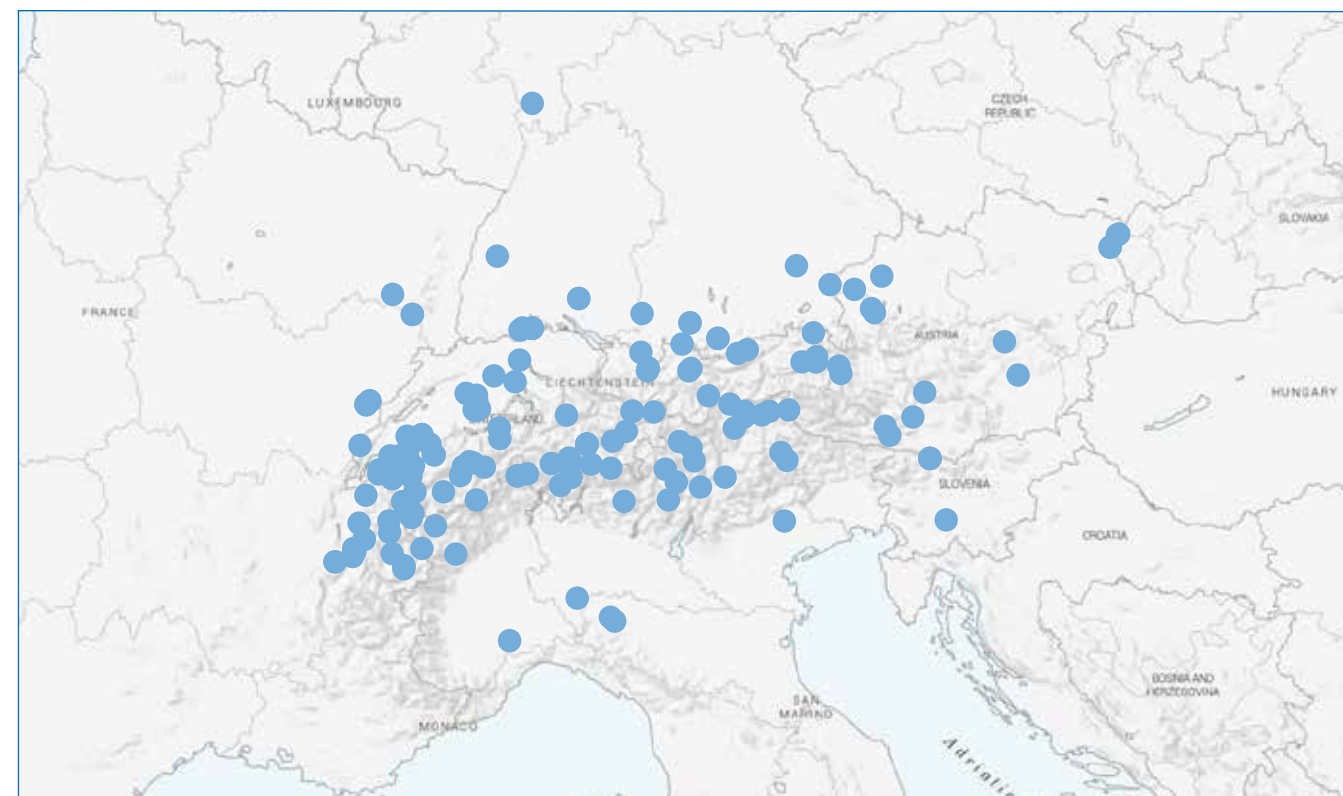 LUXEMBOURG
CZECH
REPUBLIC
SLOVAKIA
FRANCE
AUSTRIA
LIECHTENSTEIN
HUNGARY
SLOVENIA
CROATIA
BOSNIA AND
HERZEGOVINA
SAN
MARINO
MONACO
Adriatic